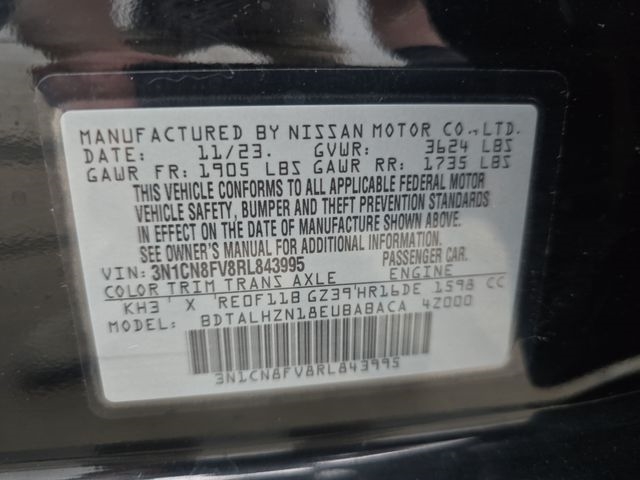 MANUFACTURED BY NISSAN MOTOR CO., LTD.
DATE: 11/23. GVWR: 3624 LBS
GAWR FR: 1905 LBS GAWR RR: 1735 LBS
THIS VEHICLE CONFORMS TO ALL APPLICABLE FEDERAL MOTOR
VEHICLE SAFETY, BUMPER AND THEFT PREVENTION STANDARDS
IN EFFECT ON THE DATE OF MANUFACTURE SHOWN ABOVE.
SEE OWNER'S MANUAL FOR ADDITIONAL INFORMATION.
VIN: 3N1CN8FV8RL843995 PASSENGER CAR.
COLOR TRIM TRANS AXLE ENGINE
KH3 X RE0F11B GZ39 HR16DE 1598 CC
MODEL: BDTALHZN18EUBABACA 4Z000
3N1CN8FV8RL843995